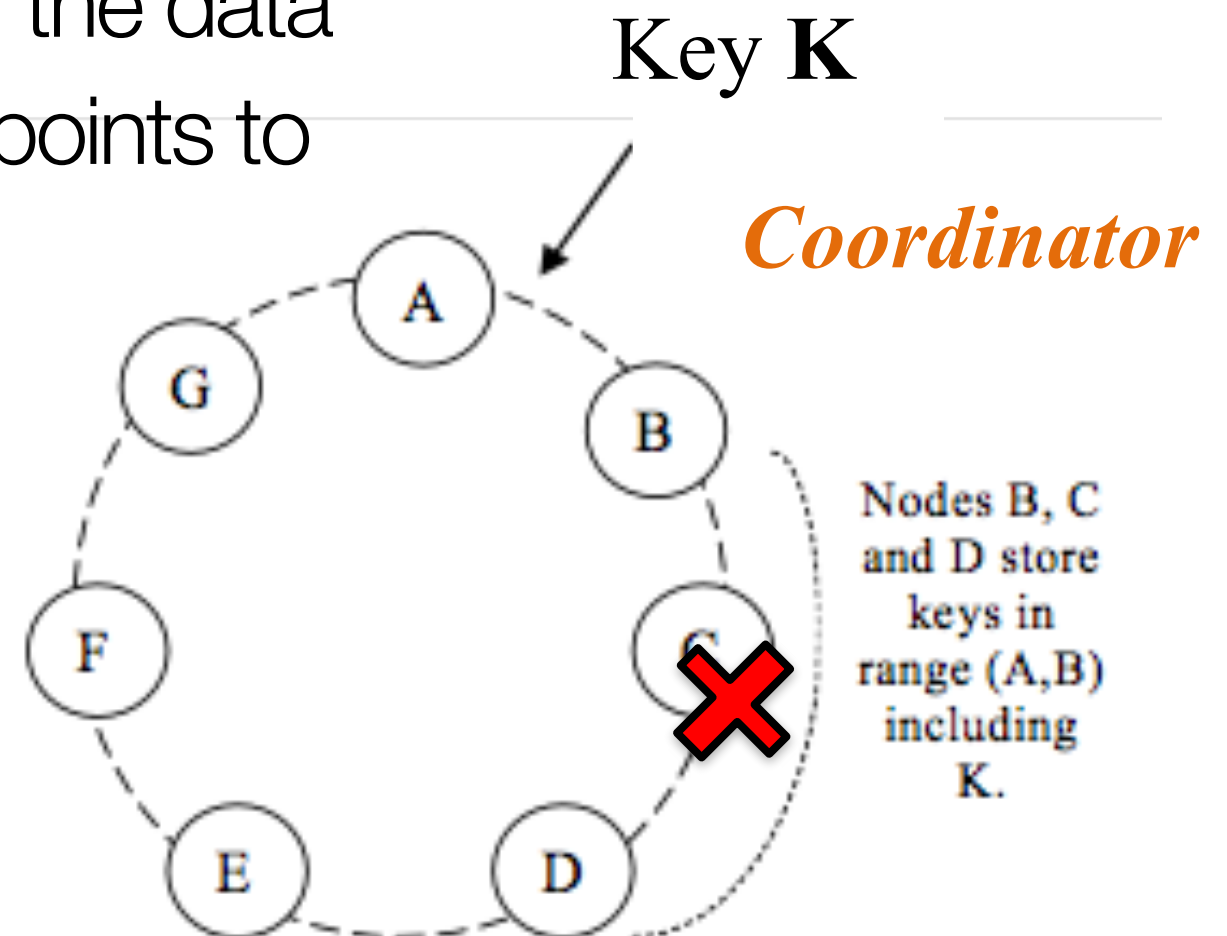 the data
points to
Key K
Coordinator
A
G
B
Nodes B, C
and D store
keys in
range (A,B)
including
K.
F
C
E
D